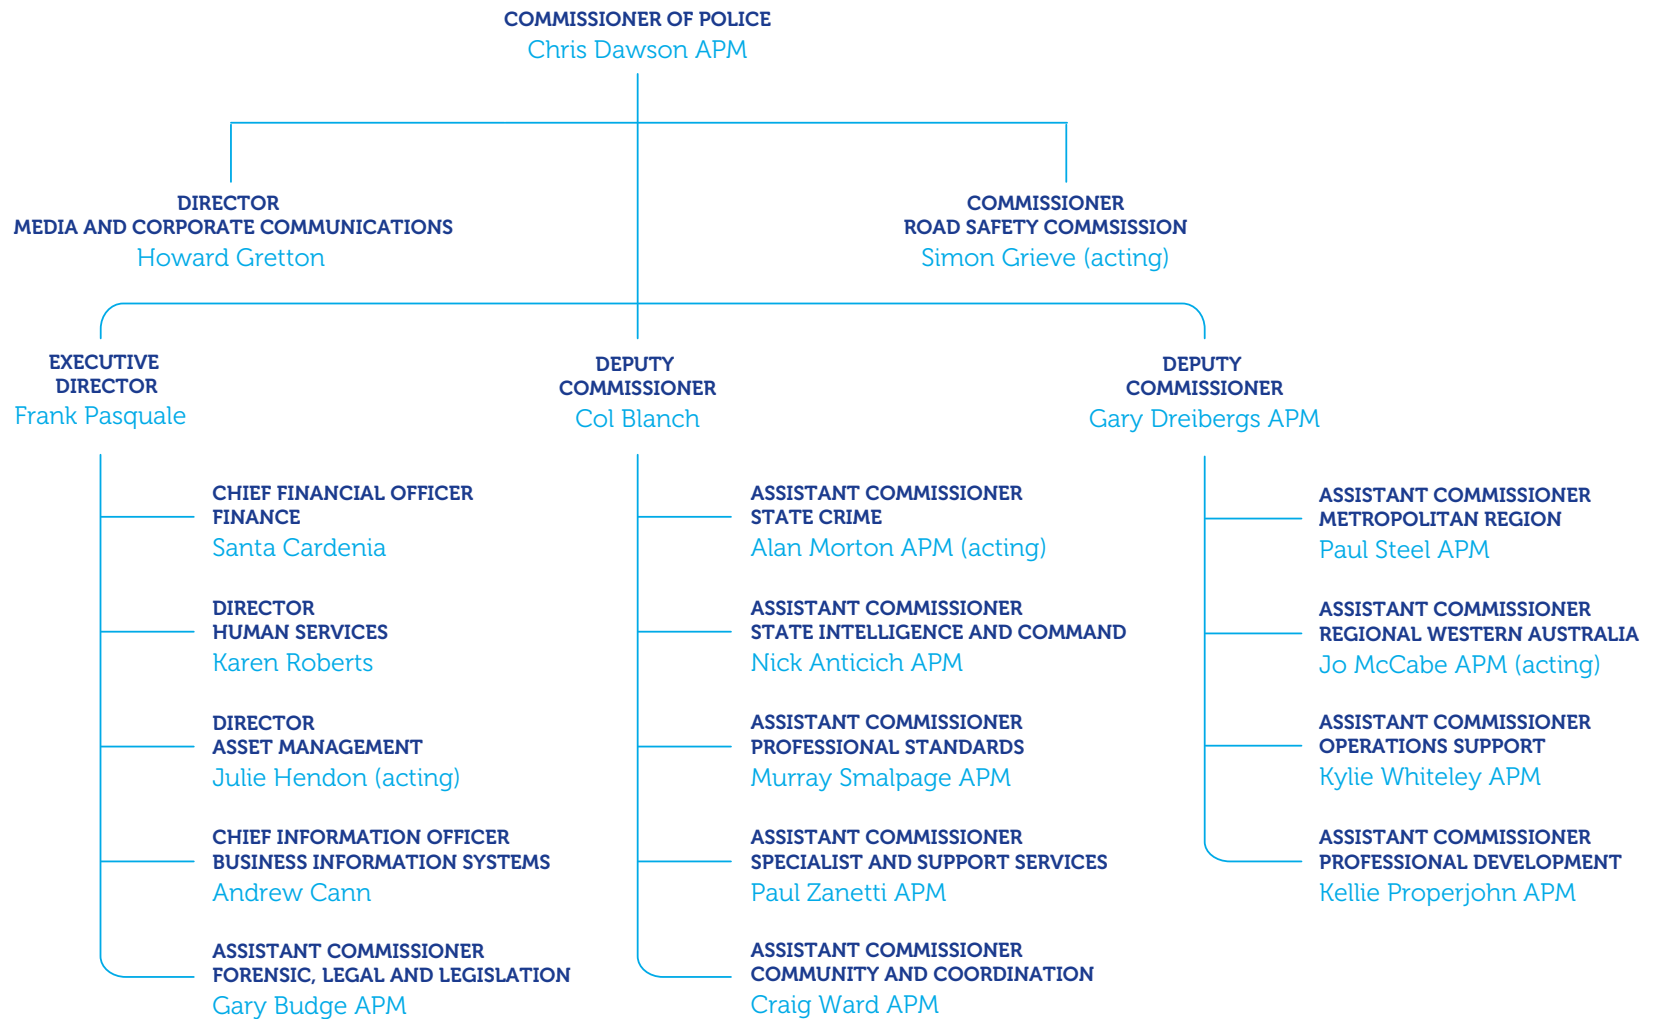 COMMISSIONER OF POLICE
Chris Dawson APM
DIRECTOR
MEDIA AND CORPORATE COMMUNICATIONS
Howard Gretton
COMMISSIONER
ROAD SAFETY COMMSISSION
Simon Grieve (acting)
EXECUTIVE
DIRECTOR
Frank Pasquale
DEPUTY
COMMISSIONER
Col Blanch
DEPUTY
COMMISSIONER
Gary Dreibergs APM
CHIEF FINANCIAL OFFICER
FINANCE
Santa Cardenia
DIRECTOR
HUMAN SERVICES
Karen Roberts
DIRECTOR
ASSET MANAGEMENT
Julie Hendon (acting)
CHIEF INFORMATION OFFICER
BUSINESS INFORMATION SYSTEMS
Andrew Cann
ASSISTANT COMMISSIONER
FORENSIC, LEGAL AND LEGISLATION
Gary Budge APM
ASSISTANT COMMISSIONER
STATE CRIME
Alan Morton APM (acting)
ASSISTANT COMMISSIONER
STATE INTELLIGENCE AND COMMAND
Nick Anticich APM
ASSISTANT COMMISSIONER
PROFESSIONAL STANDARDS
Murray Smalpage APM
ASSISTANT COMMISSIONER
SPECIALIST AND SUPPORT SERVICES
Paul Zanetti APM
ASSISTANT COMMISSIONER
COMMUNITY AND COORDINATION
Craig Ward APM
ASSISTANT COMMISSIONER
METROPOLITAN REGION
Paul Steel APM
ASSISTANT COMMISSIONER
REGIONAL WESTERN AUSTRALIA
Jo McCabe APM (acting)
ASSISTANT COMMISSIONER
OPERATIONS SUPPORT
Kylie Whiteley APM
ASSISTANT COMMISSIONER
PROFESSIONAL DEVELOPMENT
Kellie Properjohn APM